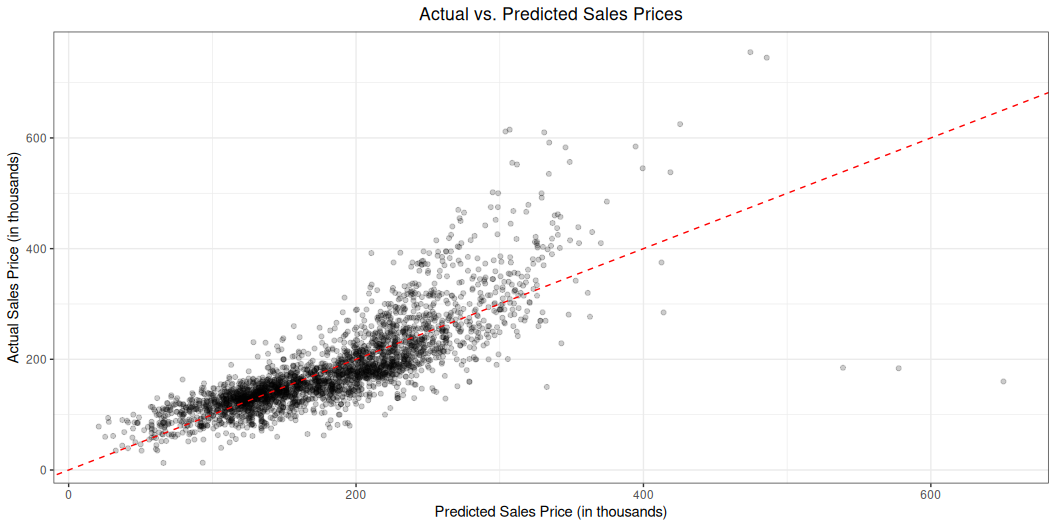 Actual vs. Predicted Sales Prices
Actual Sales Price (in thousands)
600
400
200
0
0 200 400 600
Predicted Sales Price (in thousands)